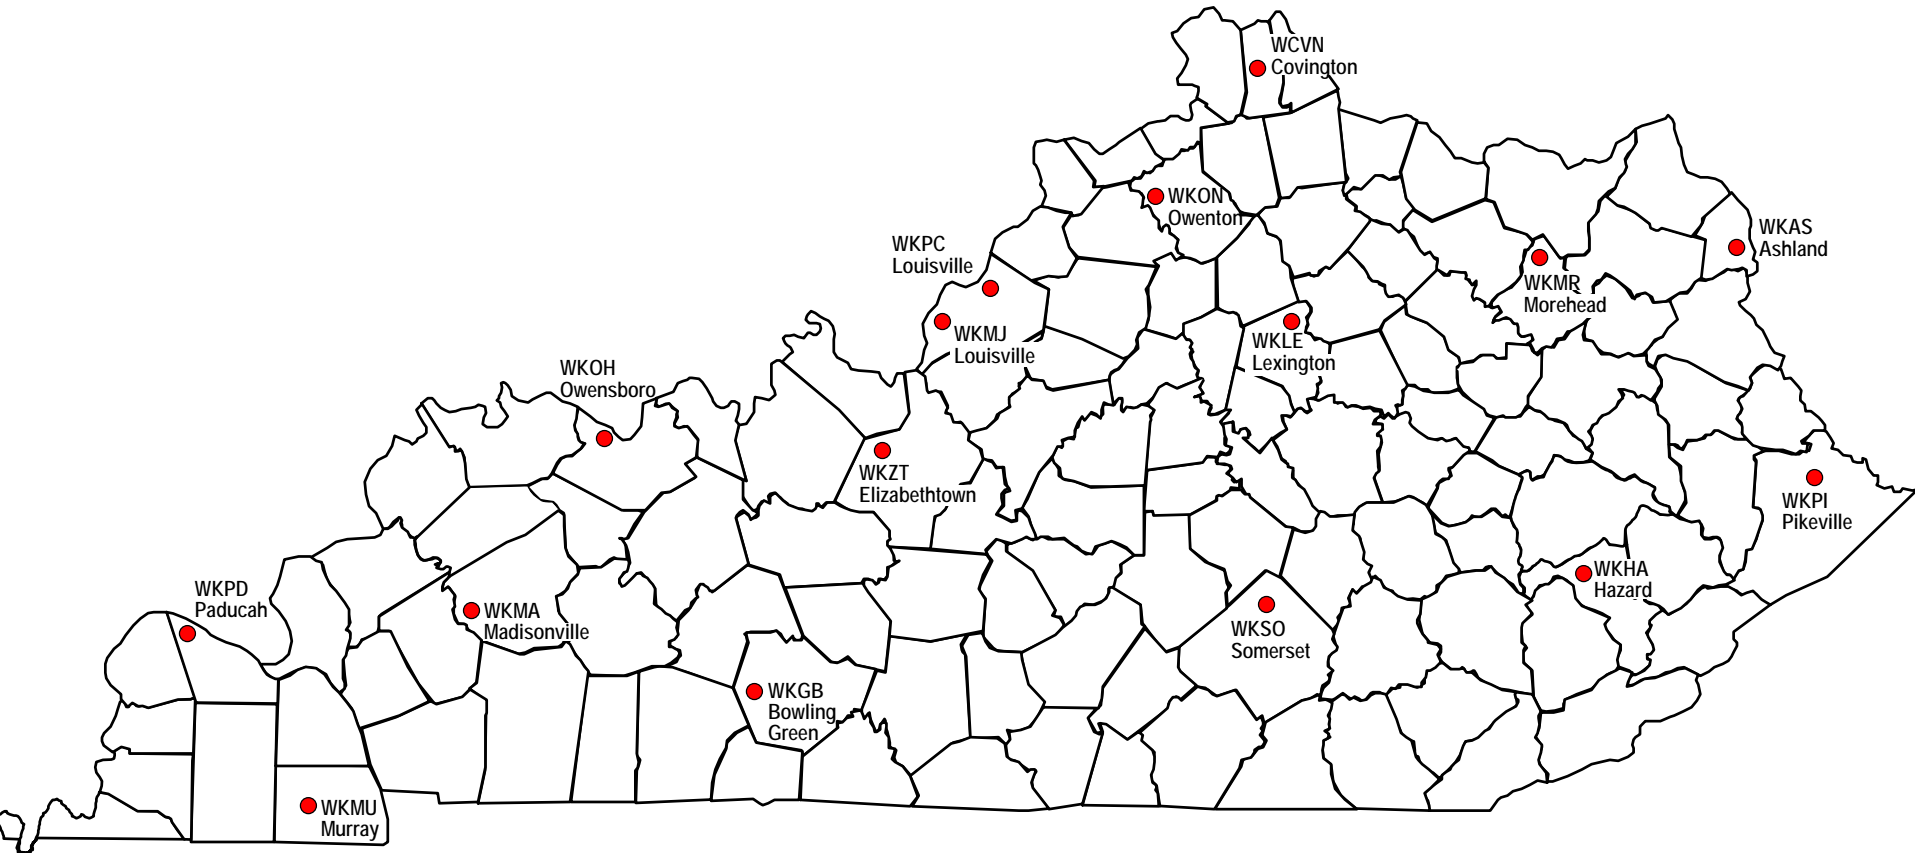 WCVN
Covington
WKON
Owenton
WKAS
Ashland
WKPC
Louisville
WKMR
Morehead
WKMJ
Louisville
WKLE
Lexington
WKOH
Owensboro
WKZT
Elizabethtown
WKPI
Pikeville
WKHA
Hazard
WKPD
Paducah
WKMA
Madisonville
WKSO
Somerset
WKGB
Bowling
Green
WKMU
Murray